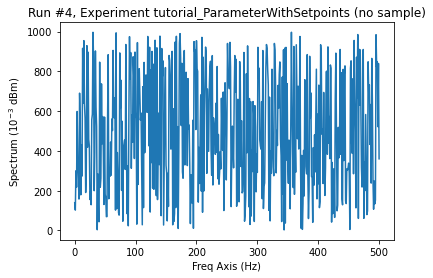 Run #4, Experiment tutorial_ParameterWithSetpoints (no sample)
1000
800
600
400
200
0
Spectrum (10⁻³ dBm)
0 100 200 300 400 500
Freq Axis (Hz)